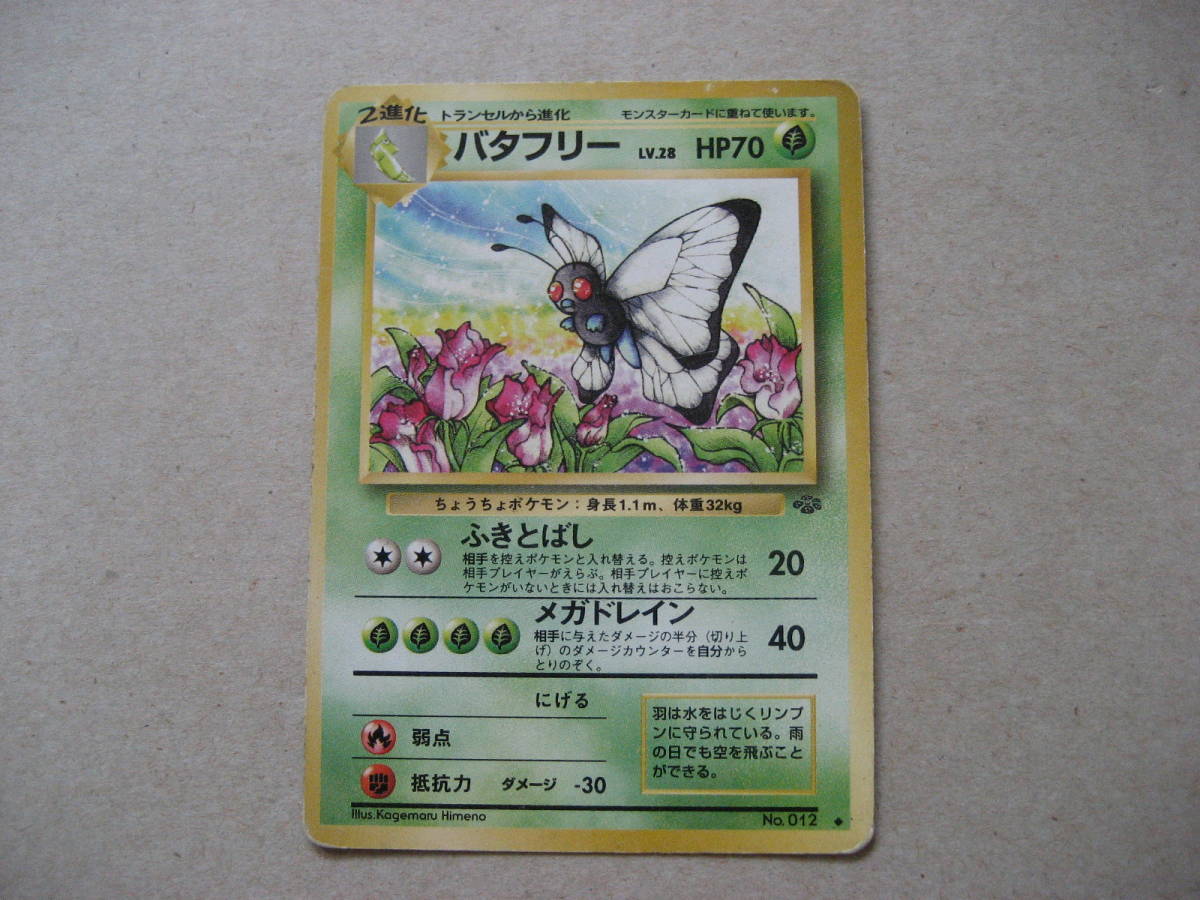 2進化 トランセルから進化 モンスターカードに重ねて使います。
バタフリー LV.28 HP70
ちょうちょポケモン：身長1.1m、体重32kg
ふきとばし
相手を控えポケモンと入れ替える。控えポケモンは
相手プレイヤーがえらぶ。相手プレイヤーに控えポ
ケモンがいないときには入れ替えはおこらない。
20
メガドレイン
相手に与えたダメージの半分（切り上
げ）のダメージカウンターを自分から
とりのぞく。
40
にげる
弱点
抵抗力 ダメージ -30
羽は水をはじくリンプ
ンに守られている。雨
の日でも空を飛ぶこと
ができる。
Illus.Kagemaru Himeno
No.012